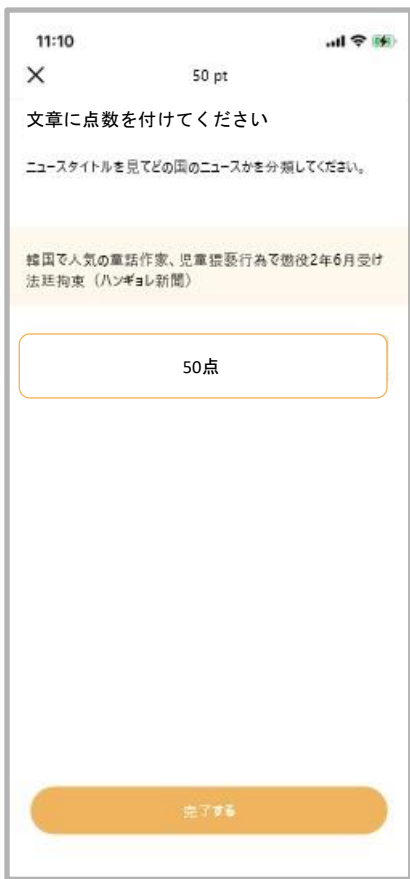 11:10
50 pt
文章に点数を付けてください
ニュースタイトルを見てどの国のニュースかを分類してください。
韓国で人気の童話作家、児童猥褻行為で懲役2年6月受け
法廷拘束（ハンギョレ新聞）
50点
完了する